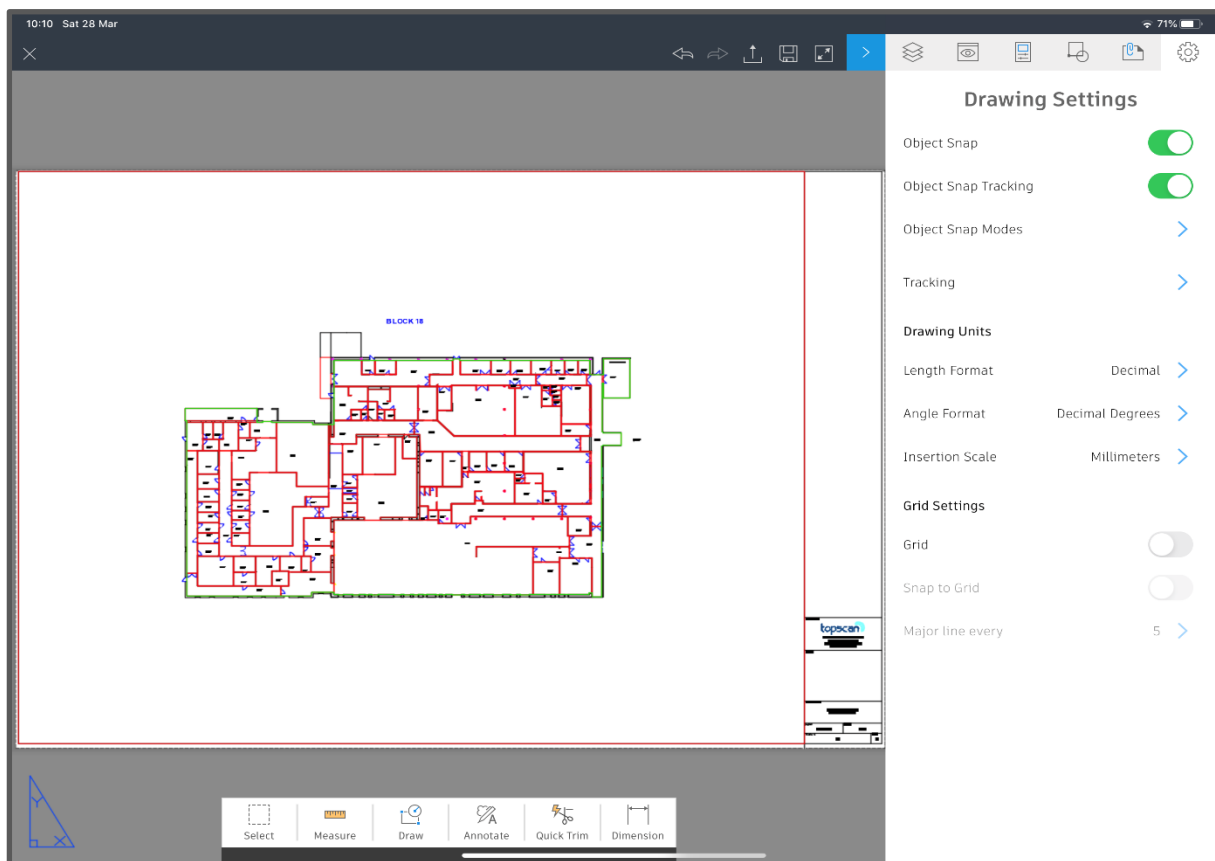 10:10 Sat 28 Mar
71%
Drawing Settings
Object Snap
Object Snap Tracking
Object Snap Modes
Tracking
Drawing Units
Length Format Decimal
Angle Format Decimal Degrees
Insertion Scale Millimeters
Grid Settings
Grid
Snap to Grid
Major line every 5
BLOCK 18
topscan
Y
X
Select Measure Draw Annotate Quick Trim Dimension